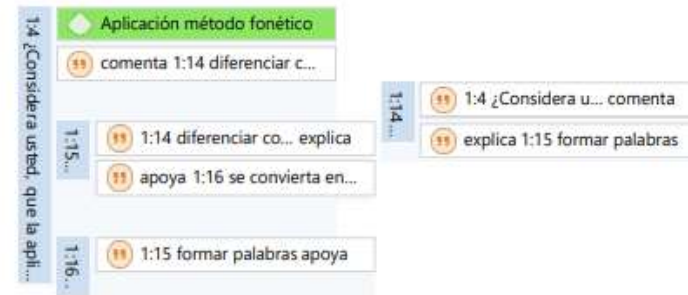 1:4 ¿Considera usted, que la apli...
Aplicación método fonético
comenta 1:14 diferenciar c...
1:15...
1:14 diferenciar co... explica
apoya 1:16 se convierta en...
1:16...
1:15 formar palabras apoya
1:14...
1:4 ¿Considera u... comenta
explica 1:15 formar palabras